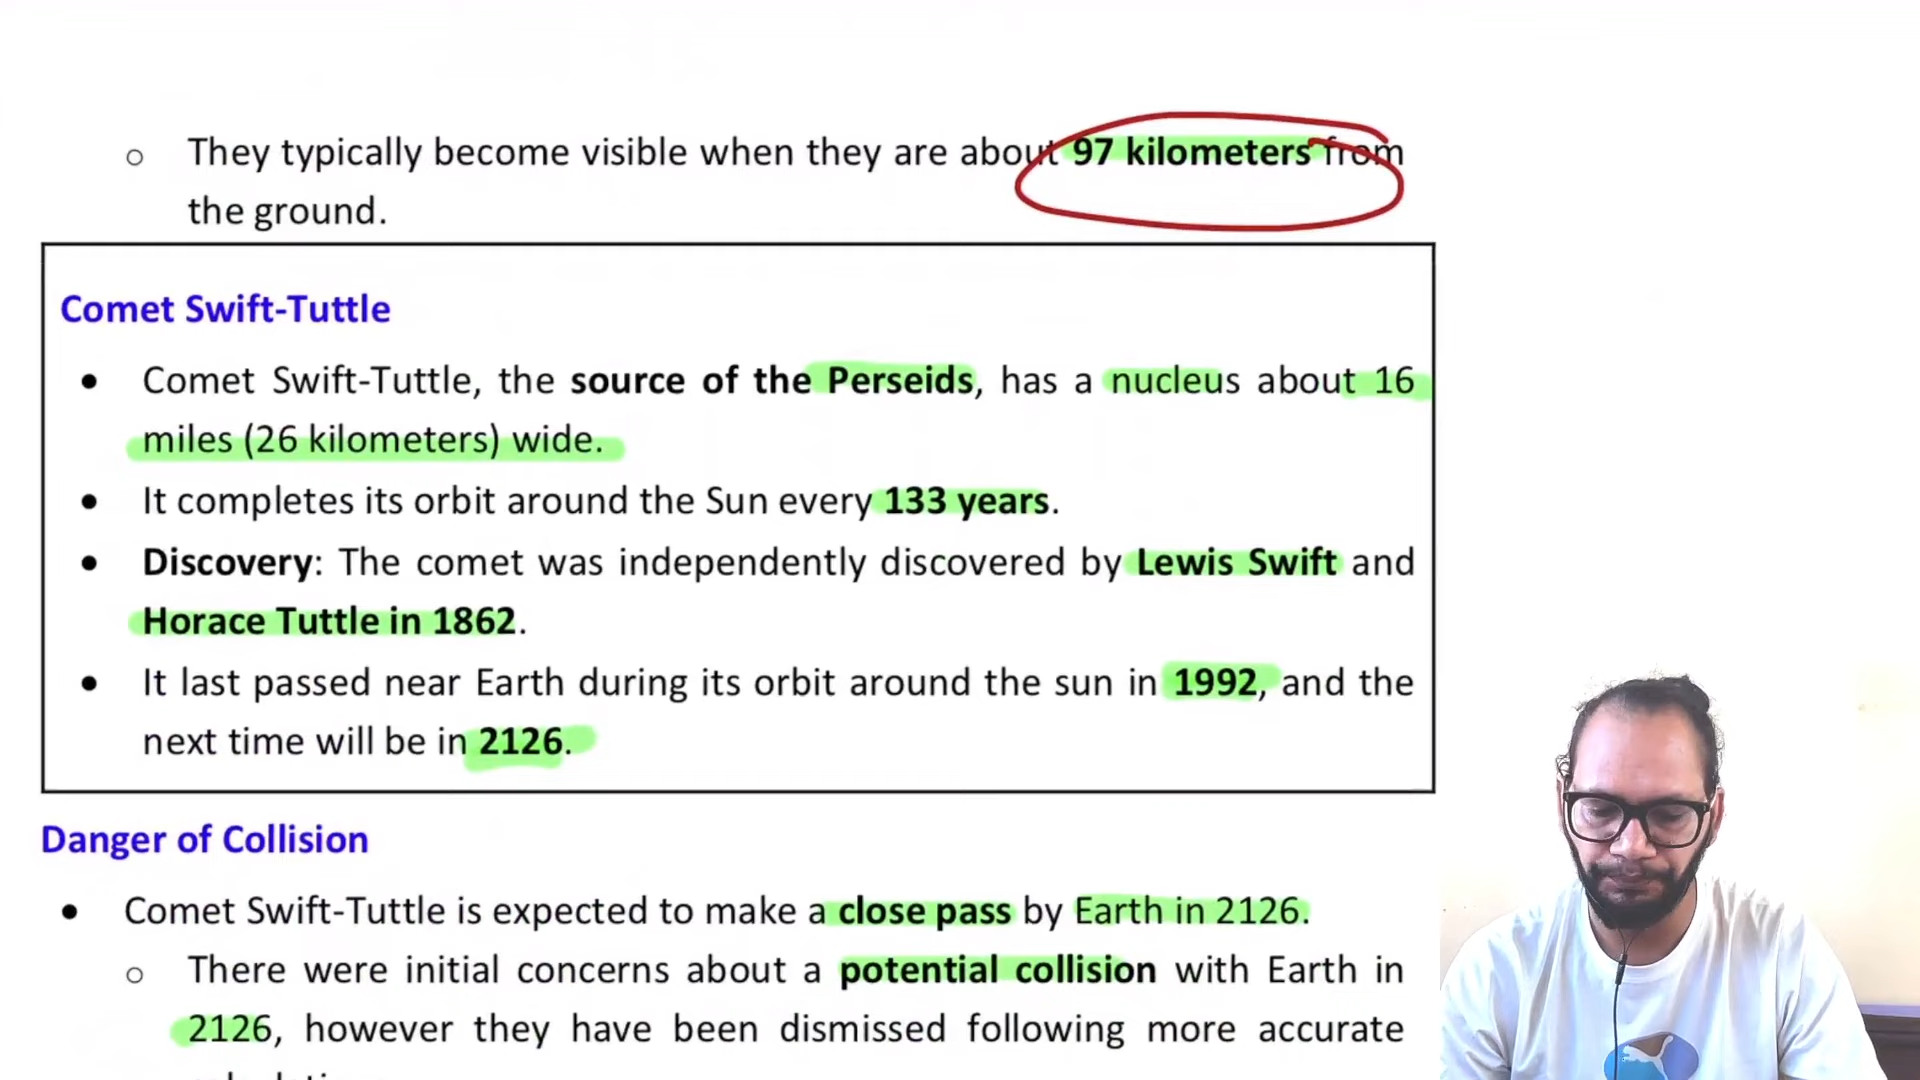 ○ They typically become visible when they are about 97 kilometers from
the ground.
Comet Swift-Tuttle
• Comet Swift-Tuttle, the source of the Perseids, has a nucleus about 16
miles (26 kilometers) wide.
• It completes its orbit around the Sun every 133 years.
• Discovery: The comet was independently discovered by Lewis Swift and
Horace Tuttle in 1862.
• It last passed near Earth during its orbit around the sun in 1992, and the
next time will be in 2126.
Danger of Collision
• Comet Swift-Tuttle is expected to make a close pass by Earth in 2126.
○ There were initial concerns about a potential collision with Earth in
2126, however they have been dismissed following more accurate